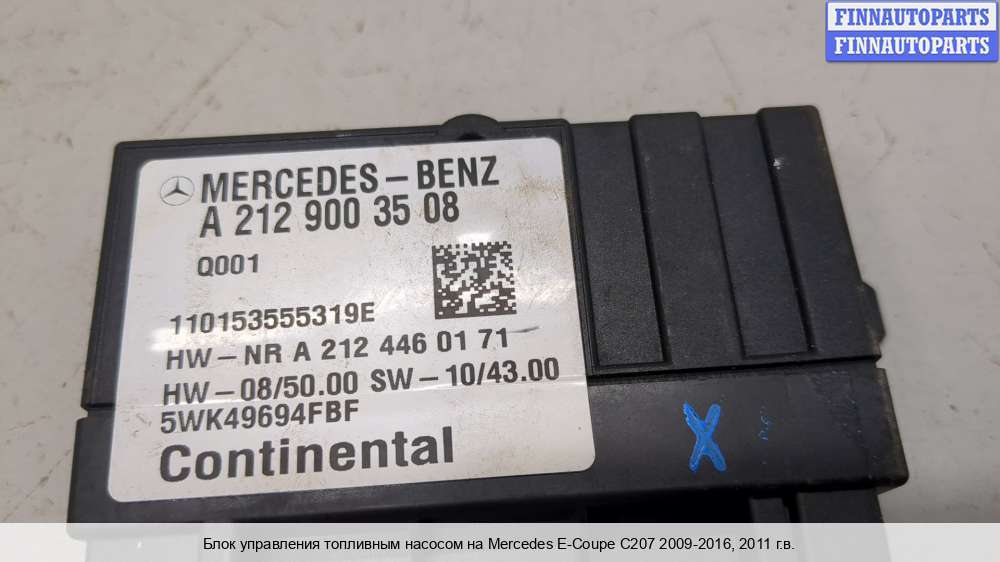 FINNAUTOPARTS
FINNAUTOPARTS
MERCEDES-BENZ
A 212 900 35 08
Q001
110153555319E
HW-NR A 212 446 01 71
HW-08/50.00 SW-10/43.00
5WK49694FBF
Continental
X
Блок управления топливным насосом на Mercedes E-Coupe C207 2009-2016, 2011 г.в.